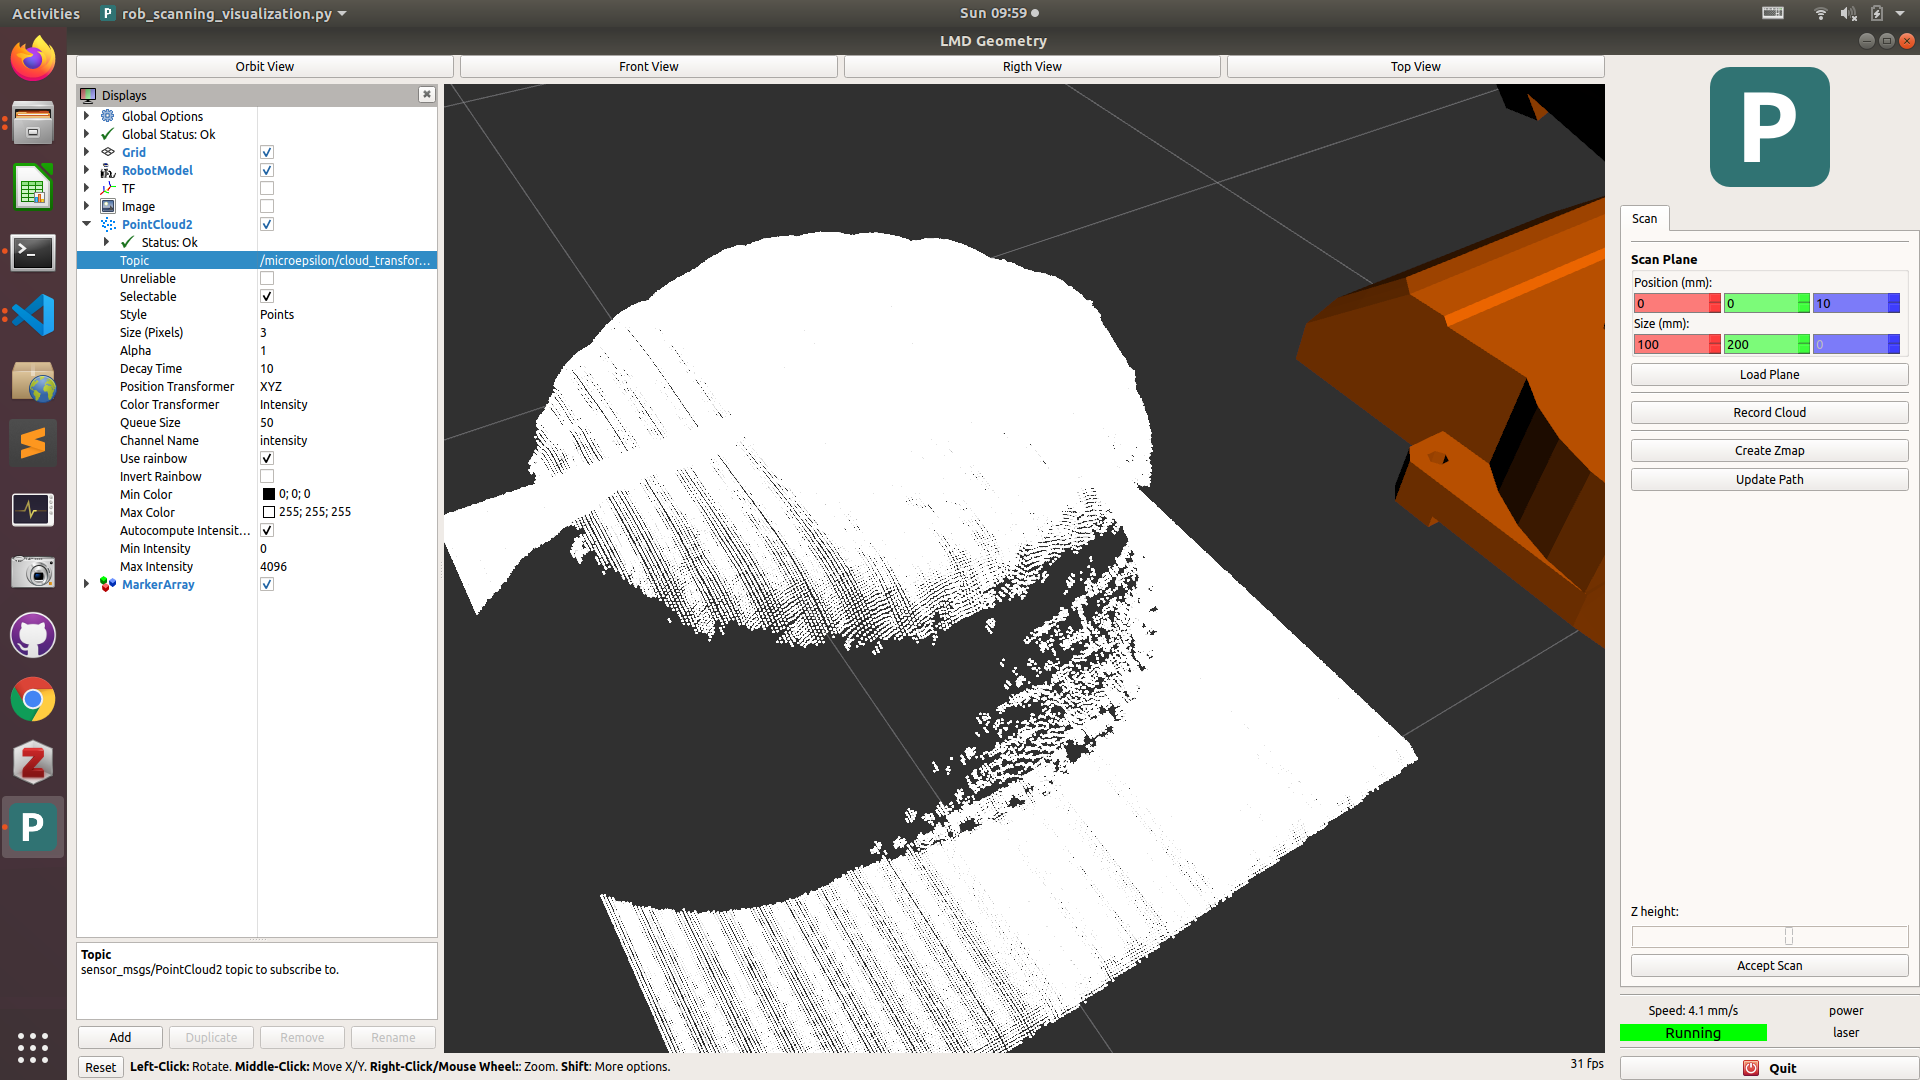 Activities
P rob_scanning_visualization.py
Sun 09:59
LMD Geometry
Orbit View
Front View
Rigth View
Top View
Displays
Global Options
Global Status: Ok
Grid
RobotModel
TF
Image
PointCloud2
Status: Ok
Topic /microepsilon/cloud_transfor...
Unreliable
Selectable
Style Points
Size (Pixels) 3
Alpha 1
Decay Time 10
Position Transformer XYZ
Color Transformer Intensity
Queue Size 50
Channel Name intensity
Use rainbow
Invert Rainbow
Min Color 0; 0; 0
Max Color 255; 255; 255
Autocompute Intensit...
Min Intensity 0
Max Intensity 4096
MarkerArray
Topic
sensor_msgs/PointCloud2 topic to subscribe to.
Add Duplicate Remove Rename
Reset Left-Click: Rotate. Middle-Click: Move X/Y. Right-Click/Mouse Wheel:: Zoom. Shift: More options.
31 fps
P
Scan
Scan Plane
Position (mm):
0 0 10
Size (mm):
100 200 0
Load Plane
Record Cloud
Create Zmap
Update Path
Z height:
Accept Scan
Speed: 4.1 mm/s power
Running laser
Quit
Z
P